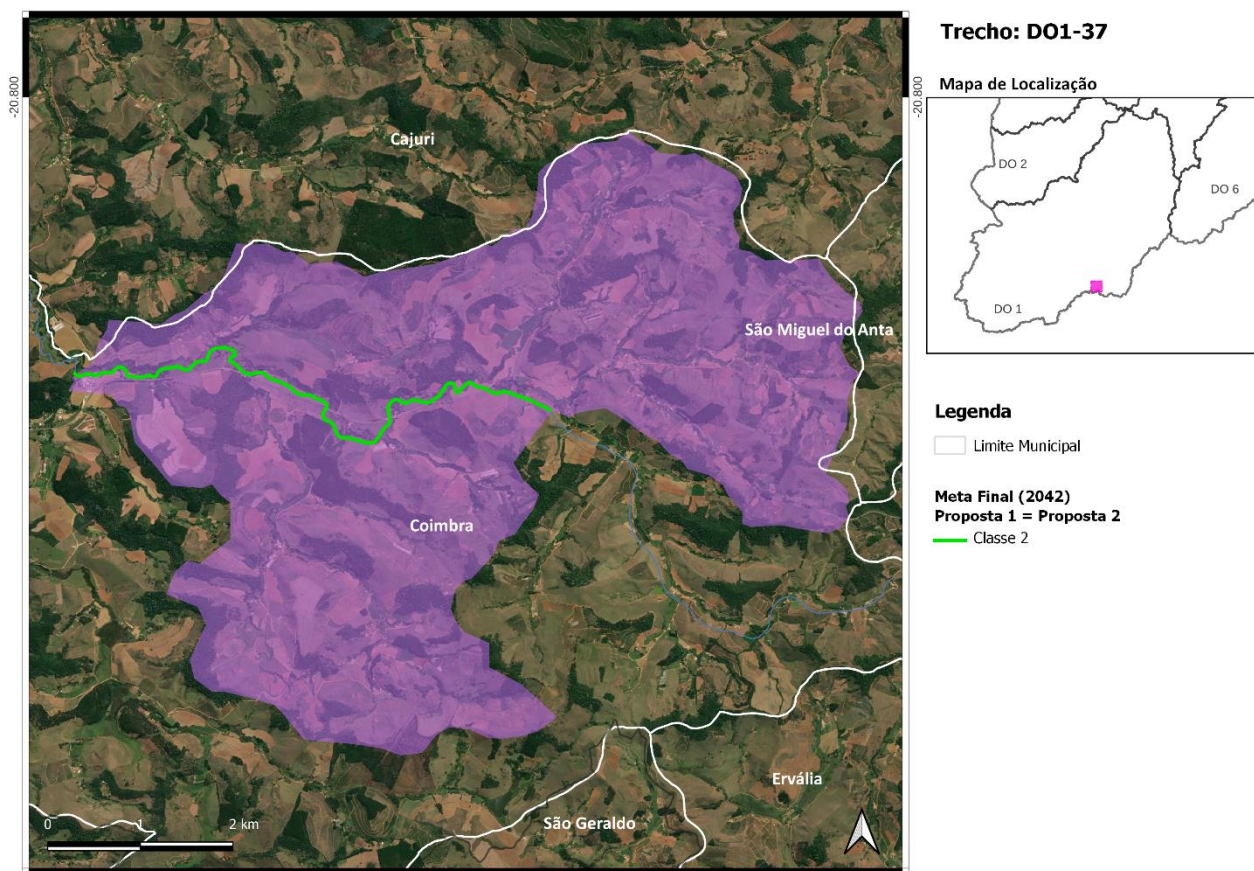 Trecho: DO1-37
Mapa de Localização
DO 2
DO 6
DO 1
-20.800
-20.800
Cajuri
São Miguel do Anta
Coimbra
Ervália
São Geraldo
0 1 2 km
Legenda
Limite Municipal
Meta Final (2042)
Proposta 1 = Proposta 2
Classe 2